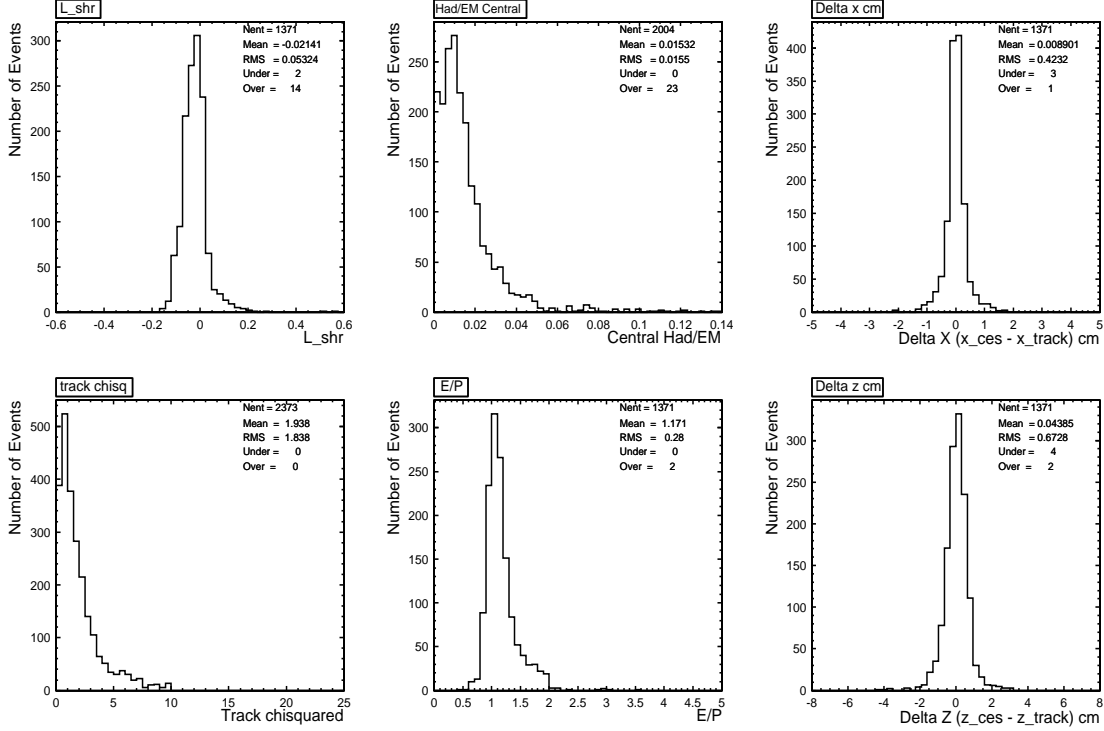 L_shr
Nent = 1371
Mean = -0.02141
RMS = 0.05324
Under = 2
Over = 14
Number of Events
300
250
200
150
100
50
0
-0.6 -0.4 -0.2 0 0.2 0.4 0.6
L_shr
Had/EM Central
Nent = 2004
Mean = 0.01532
RMS = 0.0155
Under = 0
Over = 23
Number of Events
250
200
150
100
50
0
0 0.02 0.04 0.06 0.08 0.1 0.12 0.14
Central Had/EM
Delta x cm
Nent = 1371
Mean = 0.008901
RMS = 0.4232
Under = 3
Over = 1
Number of Events
400
350
300
250
200
150
100
50
0
-5 -4 -3 -2 -1 0 1 2 3 4 5
Delta X (x_ces - x_track) cm
track chisq
Nent = 2373
Mean = 1.938
RMS = 1.838
Under = 0
Over = 0
Number of Events
500
400
300
200
100
0
0 5 10 15 20 25
Track chisquared
E/P
Nent = 1371
Mean = 1.171
RMS = 0.28
Under = 0
Over = 2
Number of Events
300
250
200
150
100
50
0
0 0.5 1 1.5 2 2.5 3 3.5 4 4.5 5
E/P
Delta z cm
Nent = 1371
Mean = 0.04385
RMS = 0.6728
Under = 4
Over = 2
Number of Events
300
250
200
150
100
50
0
-8 -6 -4 -2 0 2 4 6 8
Delta Z (z_ces - z_track) cm